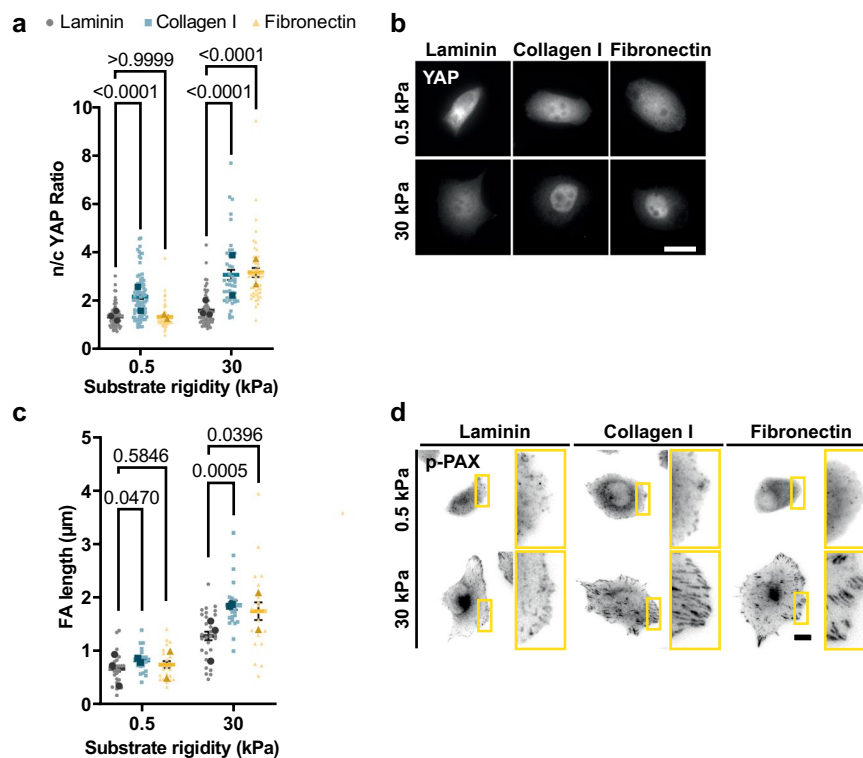 a
Laminin Collagen I Fibronectin
>0.9999
<0.0001
<0.0001
<0.0001
n/c YAP Ratio
10
8
6
4
2
0
0.5 30
Substrate rigidity (kPa)
b
Laminin Collagen I Fibronectin
YAP
0.5 kPa
30 kPa
c
0.5846
0.0470
0.0396
0.0005
FA length (µm)
5
4
3
2
1
0
0.5 30
Substrate rigidity (kPa)
d
Laminin Collagen I Fibronectin
p-PAX
0.5 kPa
30 kPa